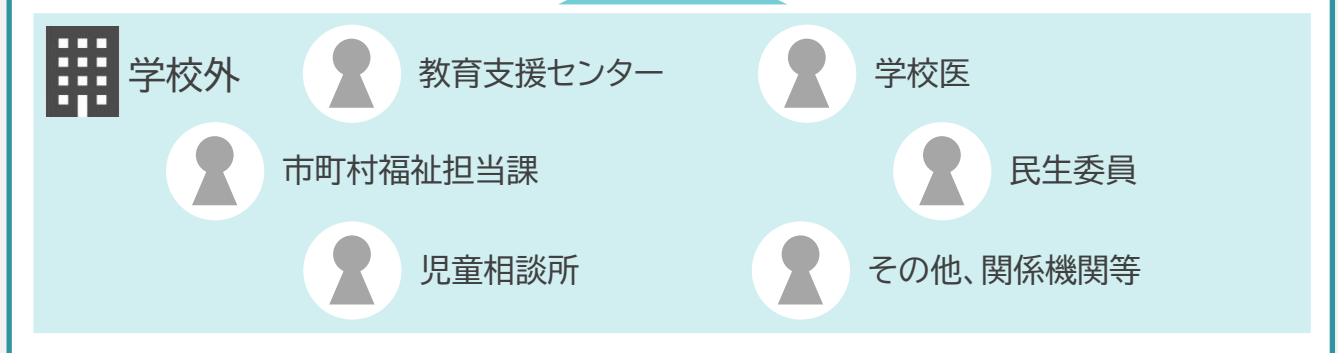 学校外
教育支援センター
学校医
市町村福祉担当課
民生委員
児童相談所
その他、関係機関等